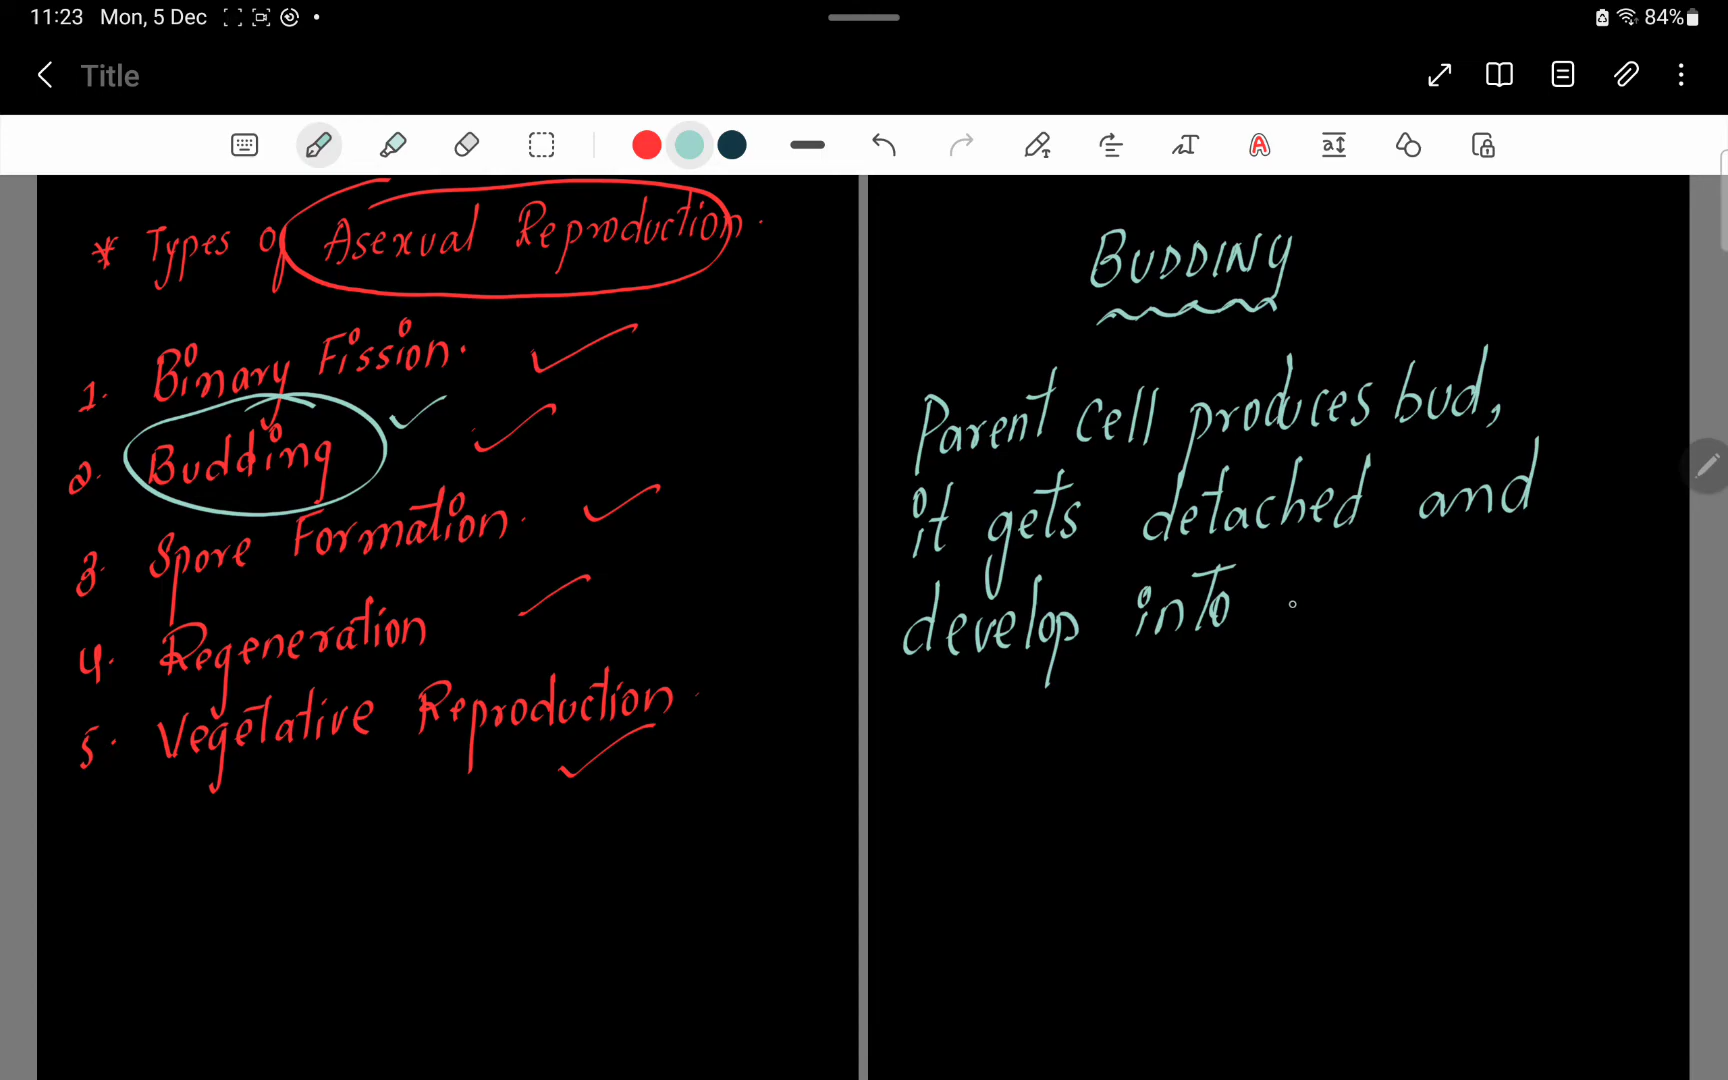 11:23 Mon, 5 Dec
84%
Title
* Types of Asexual Reproduction.
1. Binary Fission.
2. Budding
3. Spore Formation.
4. Regeneration
5. Vegetative Reproduction.
BUDDINY
Parent cell produces bud,
it gets detached and
develop into